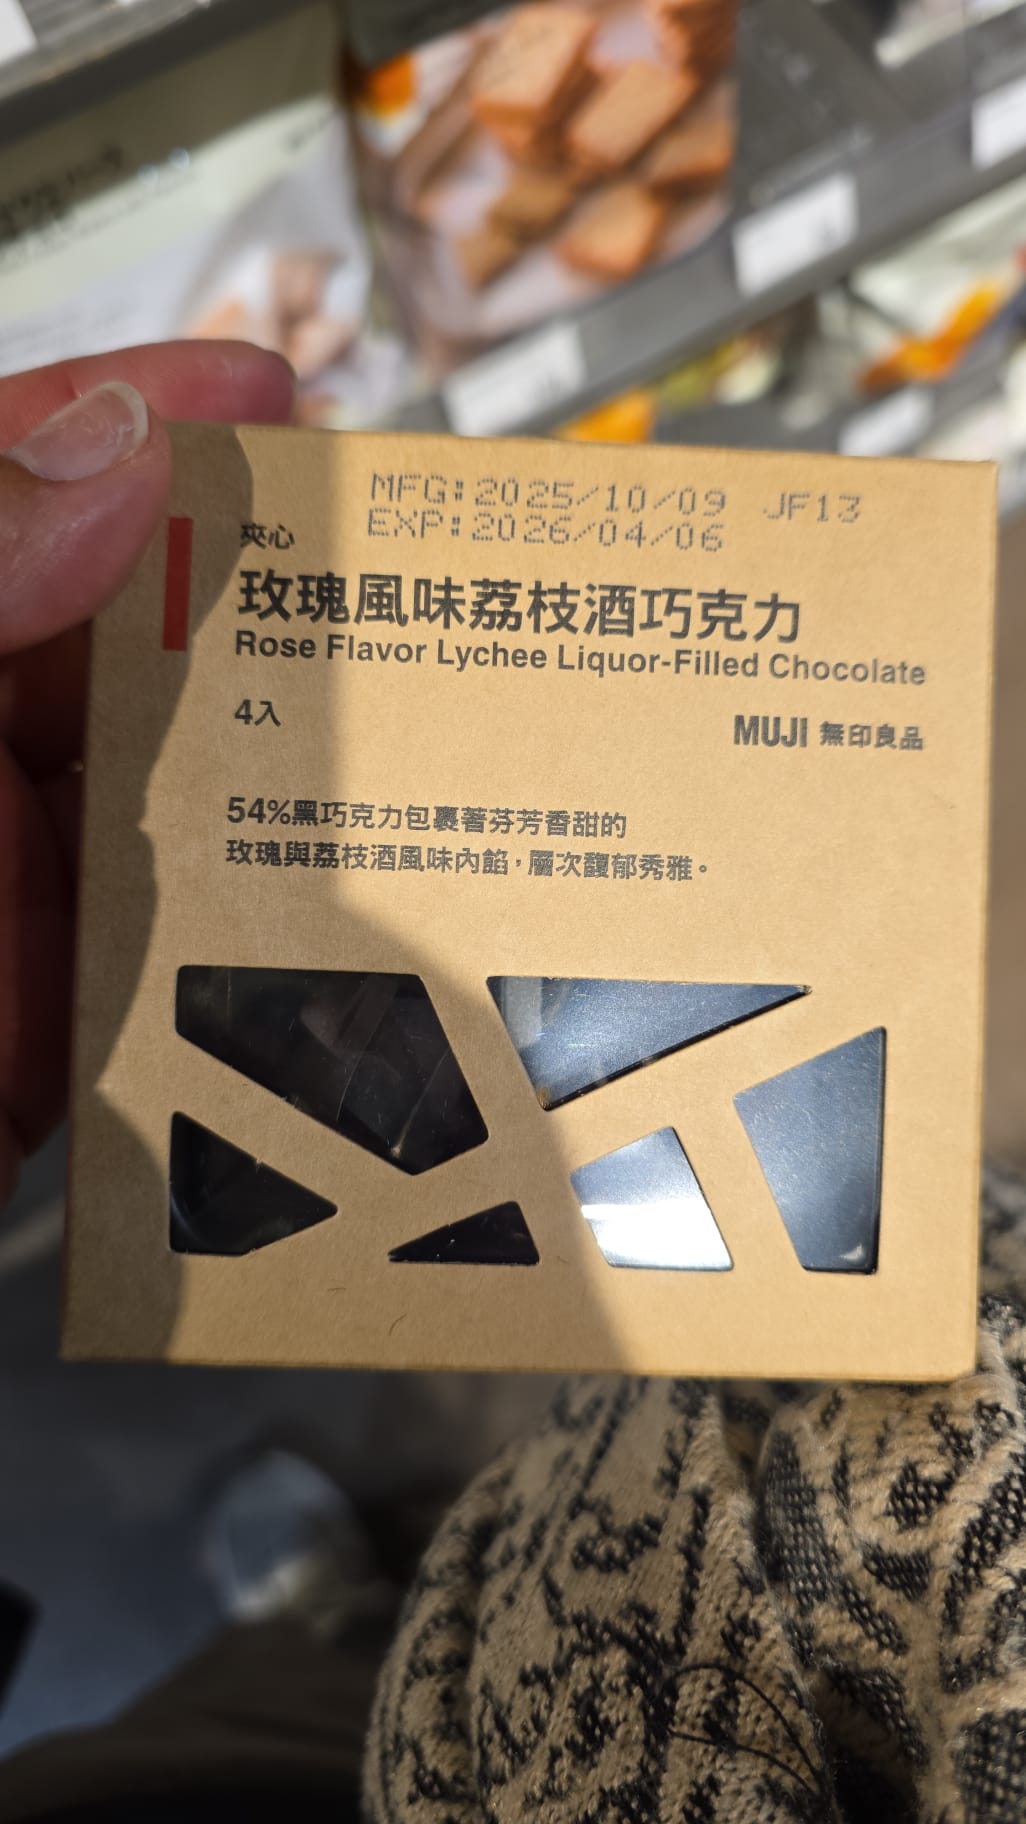 MFG:2025/10/09 JF13
EXP:2026/04/06
夾心
玫瑰風味荔枝酒巧克力
Rose Flavor Lychee Liquor-Filled Chocolate
4入
MUJI 無印良品
54%黑巧克力包裹著芬芳香甜的
玫瑰與荔枝酒風味內餡，層次馥郁秀雅。